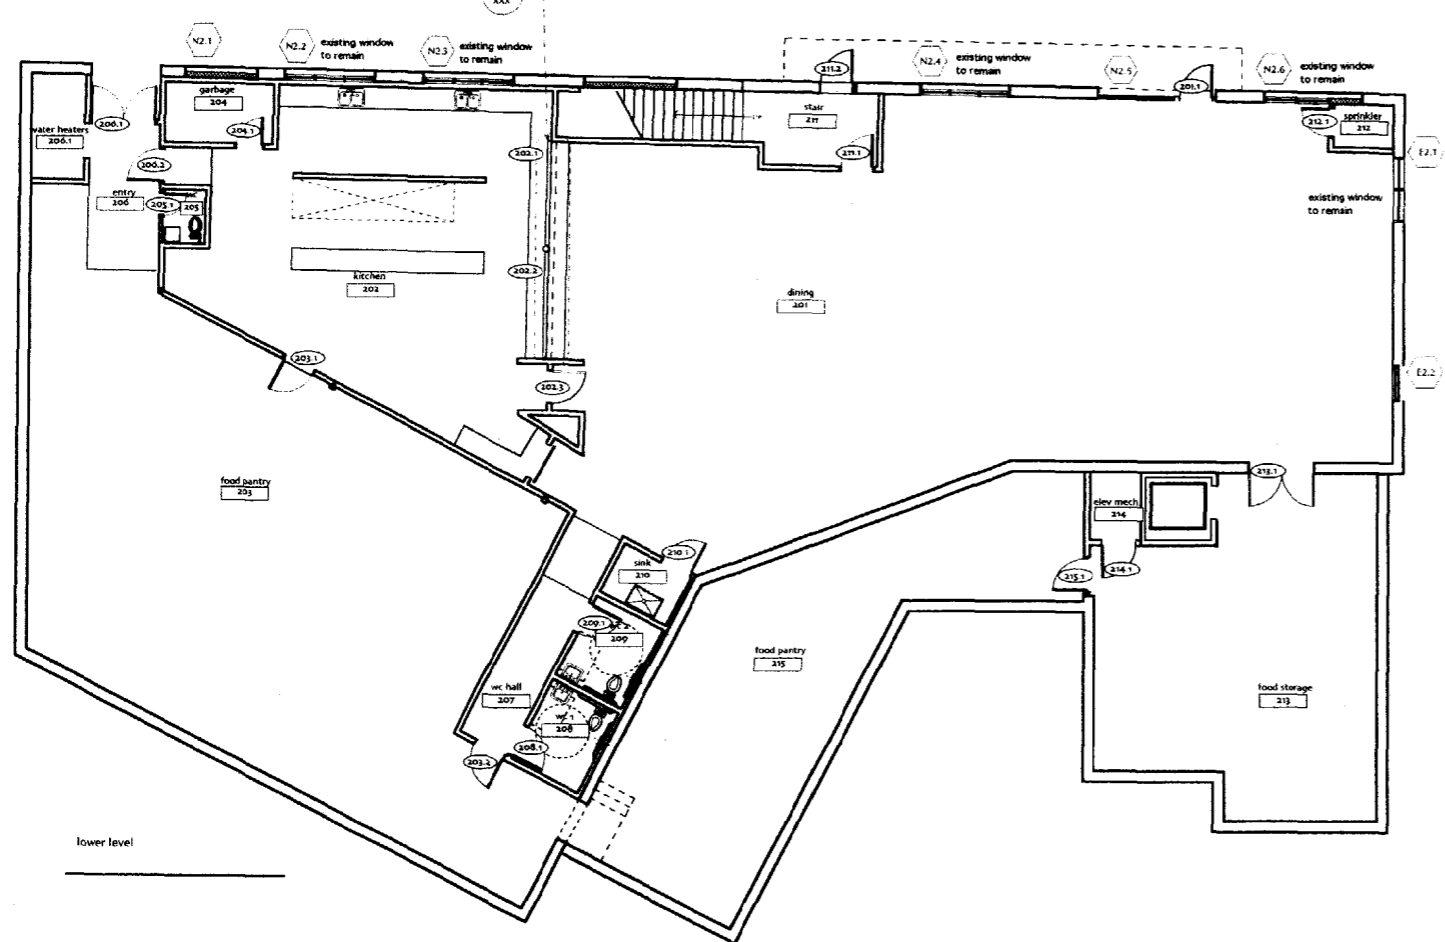 xxx
N2.1
N2.2
existing window
to remain
N2.3
existing window
to remain
211.2
N2.4
existing window
to remain
N2.5
201.1
N2.6
existing window
to remain
garbage
204
204.1
water heaters
206.1
206.1
206.2
entry
206
205.1
205
202.1
stair
211
211.1
212.1
sprinkler
212
E2.1
existing window
to remain
202.2
kitchen
202
dining
201
203.1
202.3
E2.2
food pantry
203
213.1
elev mech
214
214.1
215.1
210.1
sink
210
209.1
209
food pantry
215
wc hall
207
wc 1
208
208.1
203.2
food storage
213
lower level